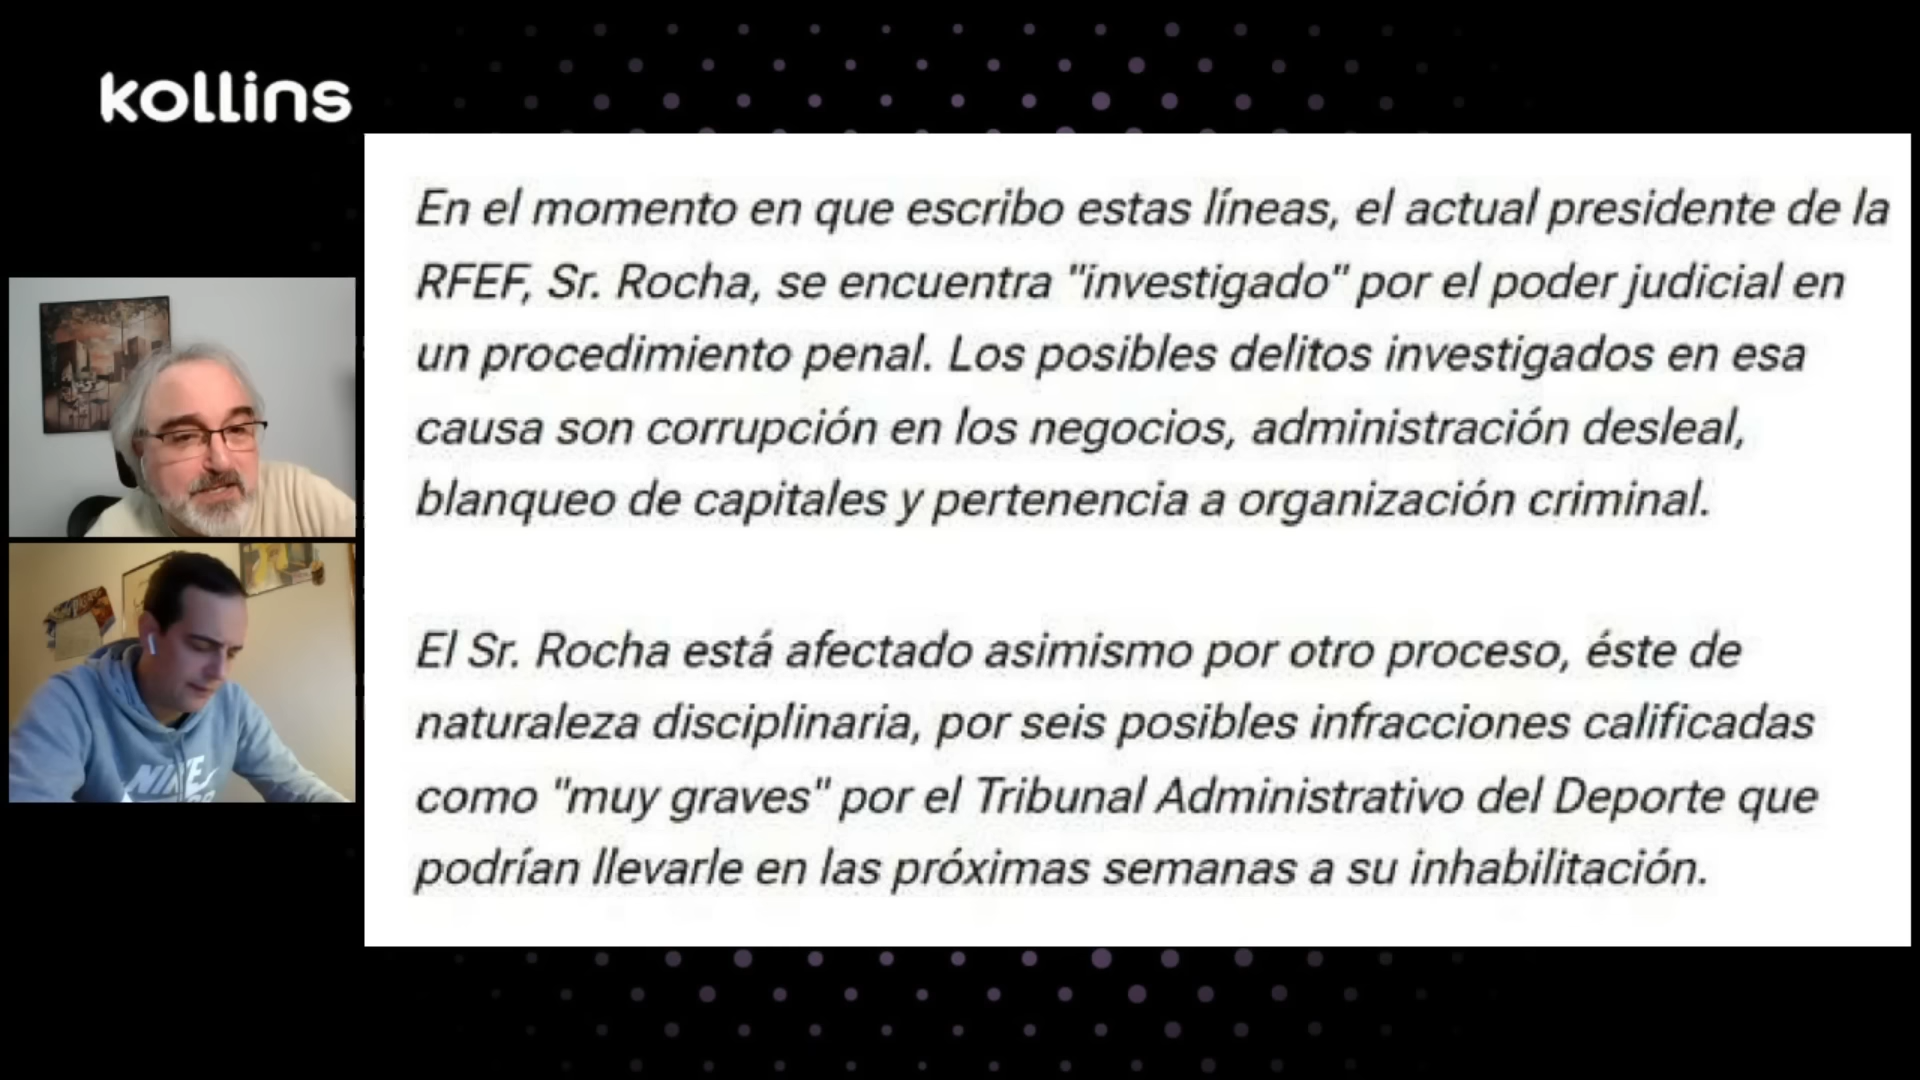 kollins
En el momento en que escribo estas líneas, el actual presidente de la
RFEF, Sr. Rocha, se encuentra "investigado" por el poder judicial en
un procedimiento penal. Los posibles delitos investigados en esa
causa son corrupción en los negocios, administración desleal,
blanqueo de capitales y pertenencia a organización criminal.
El Sr. Rocha está afectado asimismo por otro proceso, éste de
naturaleza disciplinaria, por seis posibles infracciones calificadas
como "muy graves" por el Tribunal Administrativo del Deporte que
podrían llevarle en las próximas semanas a su inhabilitación.
NIKE